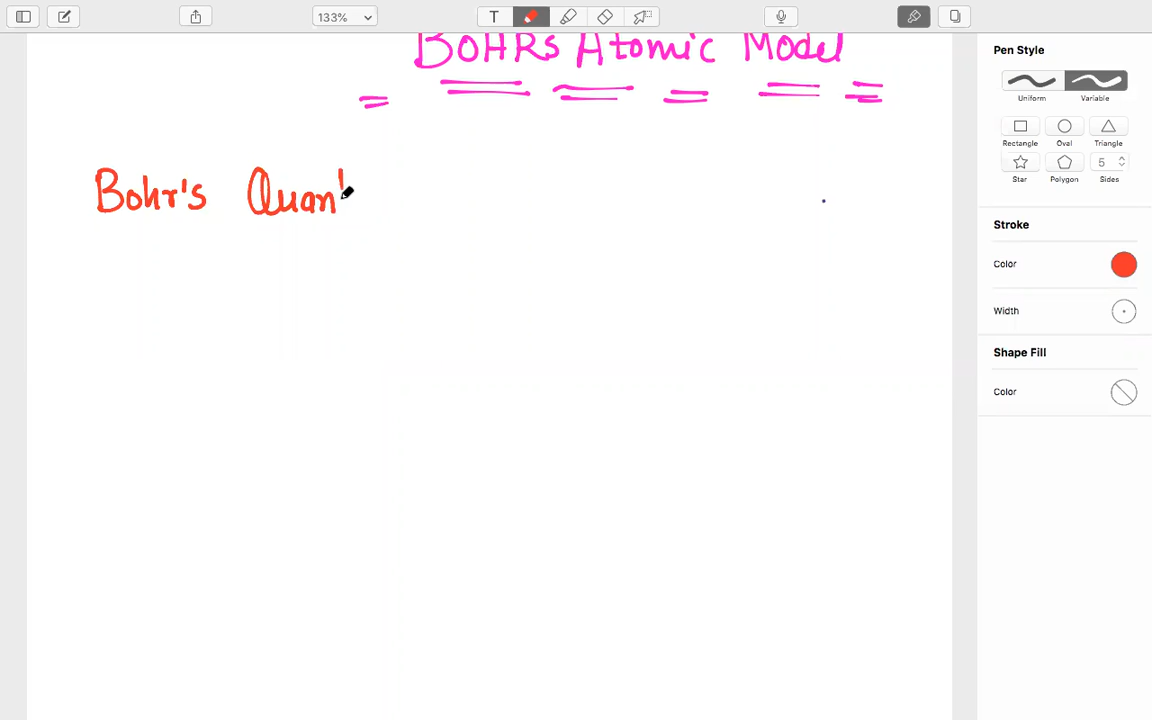 133%
T
BOHRs Atomic Model
Bohr's Quant
Pen Style
Uniform Variable
Rectangle Oval Triangle
5
Star Polygon Sides
Stroke
Color
Width
Shape Fill
Color